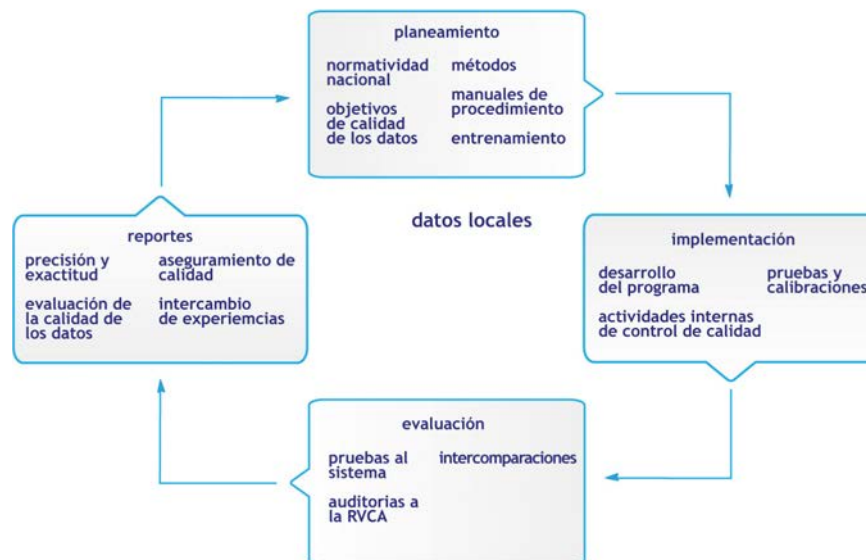 planeamiento
normatividad
nacional
objetivos
de calidad
de los datos
métodos
manuales de
procedimiento
entrenamiento
datos locales
reportes
precisión y
exactitud
evaluación de
la calidad de
los datos
aseguramiento de
calidad
intercambio
de experiemcias
implementación
desarrollo
del programa
actividades internas
de control de calidad
pruebas y
calibraciones
evaluación
pruebas al
sistema
auditorias a
la RVCA
intercomparaciones